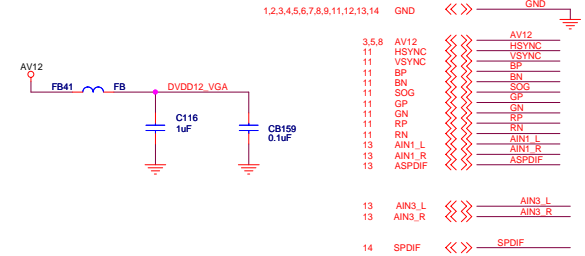 1,2,3,4,5,6,7,8,9,11,12,13,14 GND GND
3,5,8 AV12 AV12
11 HSYNC HSYNC
11 VSYNC VSYNC
11 BP BP
11 BN BN
11 SOG SOG
11 GP GP
11 GN GN
11 RP RP
11 RN RN
13 AIN1_L AIN1_L
13 AIN1_R AIN1_R
13 ASPDIF ASPDIF
13 AIN3_L AIN3_L
13 AIN3_R AIN3_R
14 SPDIF SPDIF
AV12
FB41 FB DVDD12_VGA
C116
1uF
CB159
0.1uF